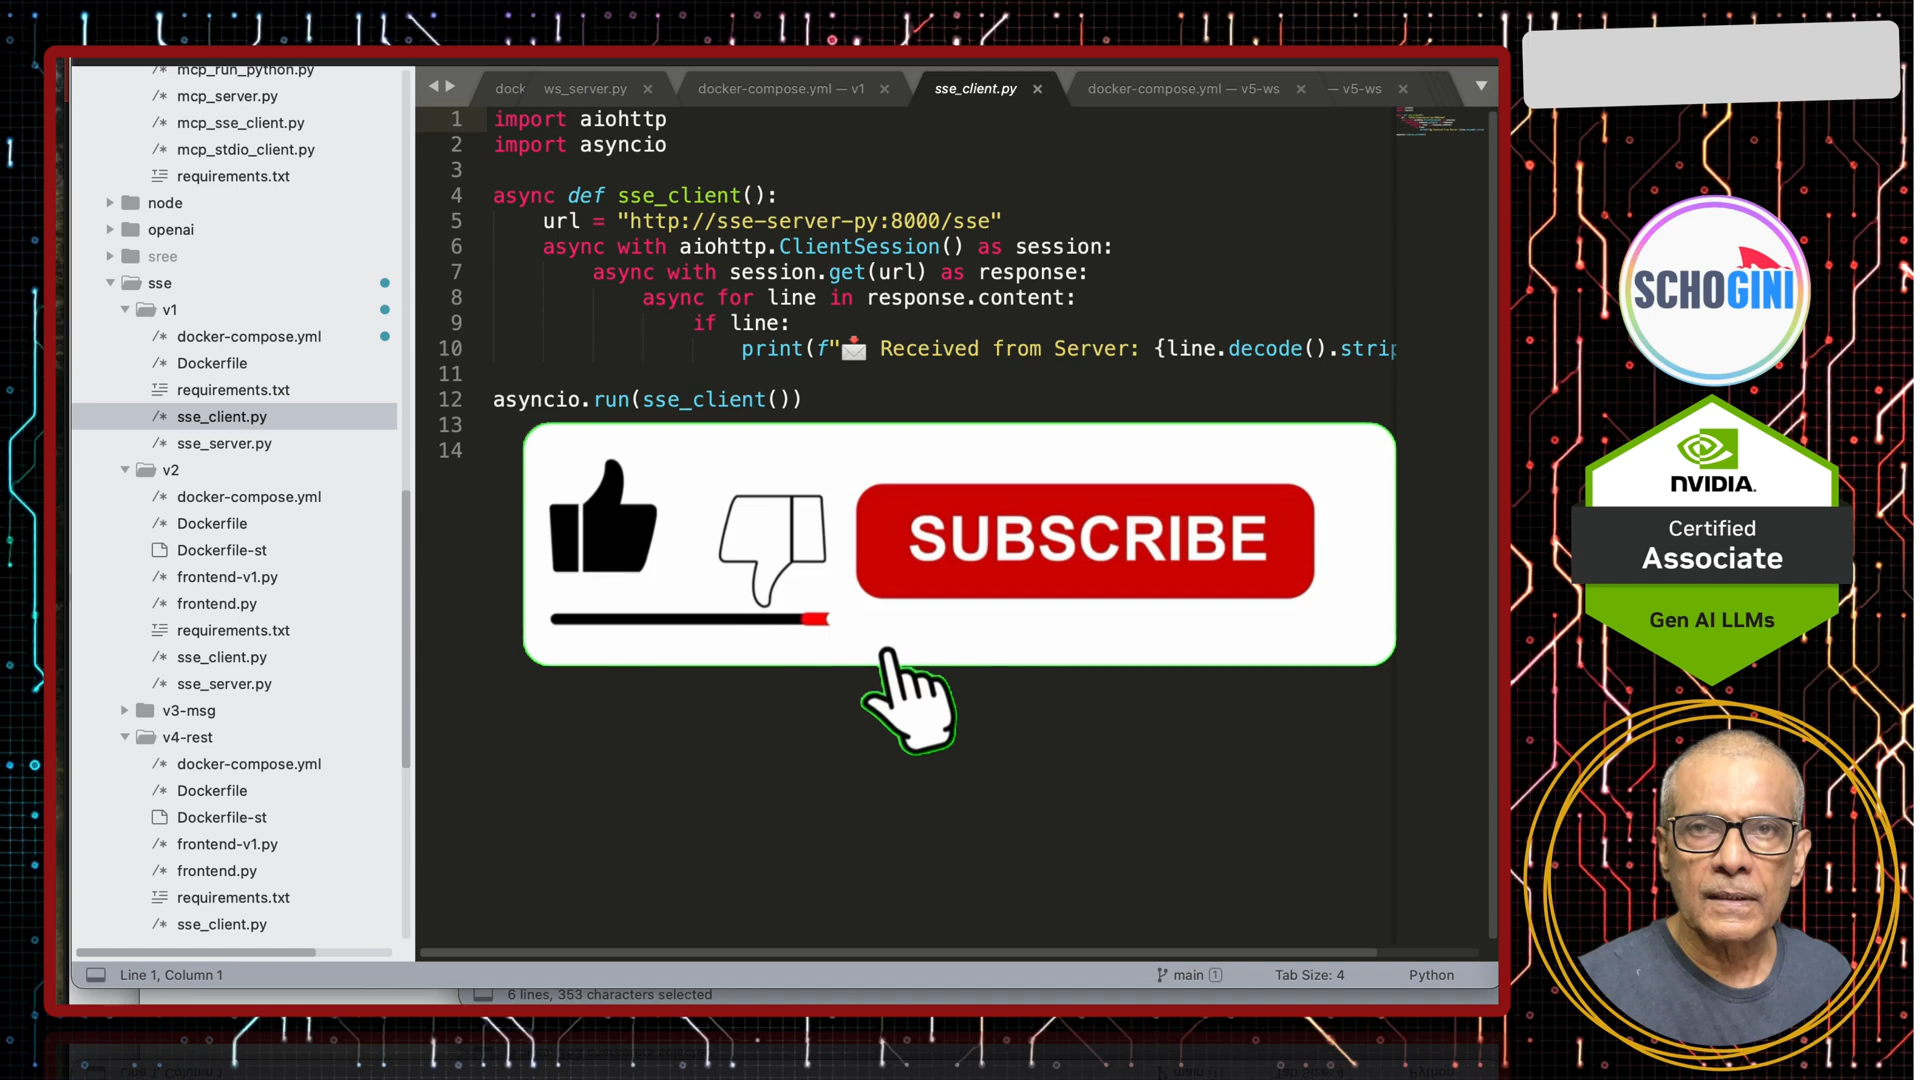 mcp_run_python.py
/* mcp_server.py
/* mcp_sse_client.py
/* mcp_stdio_client.py
requirements.txt
node
openai
sree
sse
v1
/* docker-compose.yml
/* Dockerfile
requirements.txt
/* sse_client.py
/* sse_server.py
v2
/* docker-compose.yml
/* Dockerfile
Dockerfile-st
/* frontend-v1.py
/* frontend.py
requirements.txt
/* sse_client.py
/* sse_server.py
v3-msg
v4-rest
/* docker-compose.yml
/* Dockerfile
Dockerfile-st
/* frontend-v1.py
/* frontend.py
requirements.txt
/* sse_client.py
dock ws_server.py × docker-compose.yml — v1 × sse_client.py × docker-compose.yml — v5-ws × — v5-ws ×
1 import aiohttp
2 import asyncio
3
4 async def sse_client():
5 url = "http://sse-server-py:8000/sse"
6 async with aiohttp.ClientSession() as session:
7 async with session.get(url) as response:
8 async for line in response.content:
9 if line:
10 print(f"📩 Received from Server: {line.decode().strip
11
12 asyncio.run(sse_client())
13
14
SUBSCRIBE
Line 1, Column 1
main 1
Tab Size: 4
Python
6 lines, 353 characters selected
SCHOGINI
NVIDIA.
Certified
Associate
Gen AI LLMs